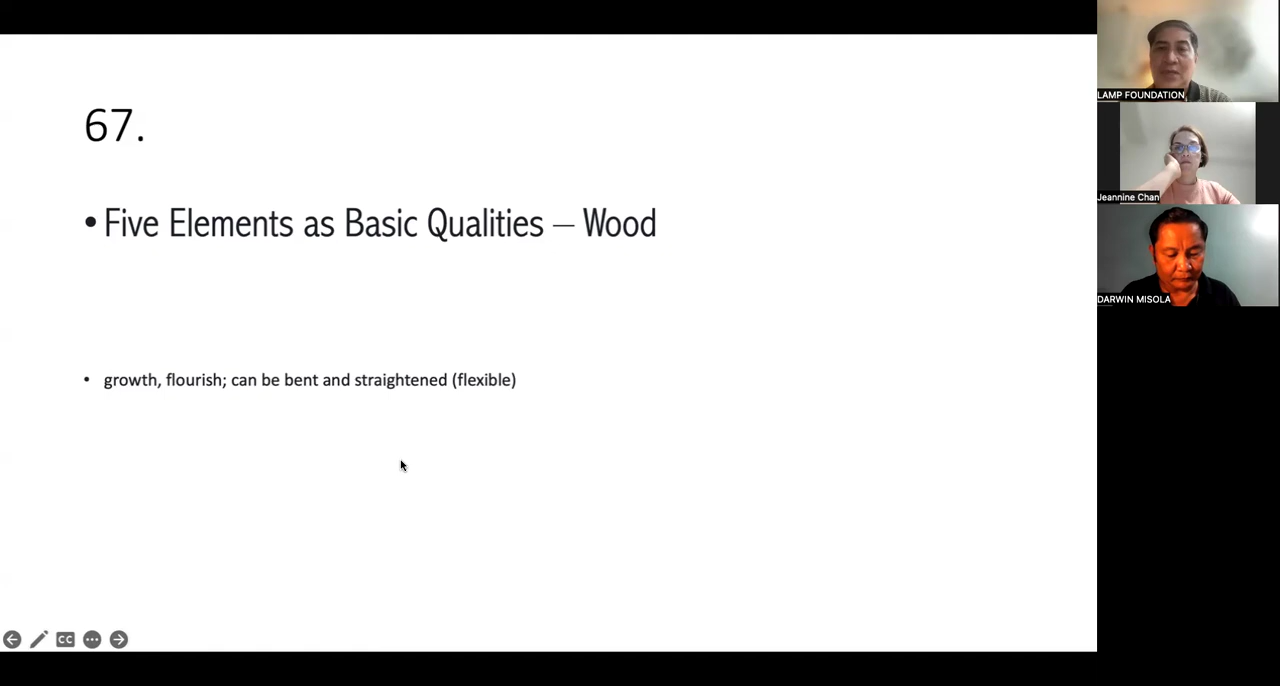 67.
• Five Elements as Basic Qualities – Wood
• growth, flourish; can be bent and straightened (flexible)
CC
LAMP FOUNDATION
Jeannine Chan
DARWIN MISOLA